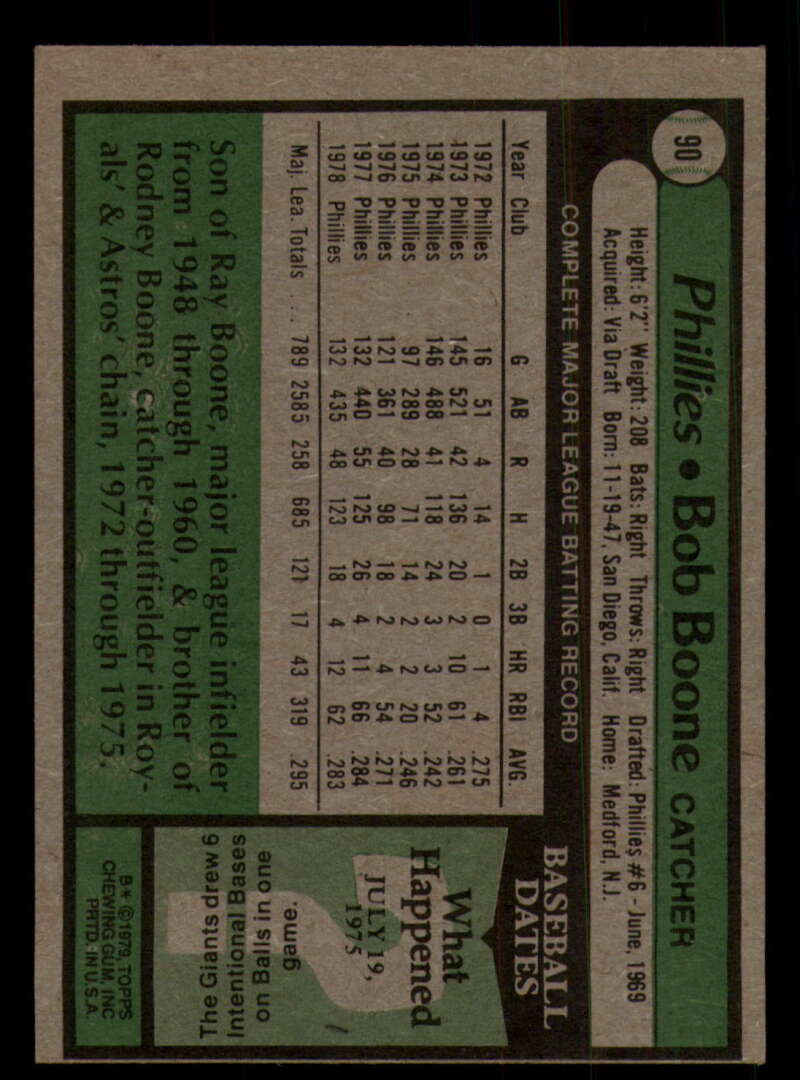 90
Phillies • Bob Boone CATCHER
Height: 6'2" Weight: 208 Bats: Right Throws: Right Drafted: Phillies #6 - June, 1969
Acquired: Via Draft Born: 11-19-47, San Diego, Calif. Home: Medford, N.J.
COMPLETE MAJOR LEAGUE BATTING RECORD
Year Club G AB R H 2B 3B HR RBI AVG.
1972 Phillies 16 51 4 14 1 0 1 4 .275
1973 Phillies 145 521 42 136 20 2 10 61 .261
1974 Phillies 146 488 41 118 24 3 3 52 .242
1975 Phillies 97 289 28 71 14 2 2 20 .246
1976 Phillies 121 361 40 98 18 2 4 54 .271
1977 Phillies 132 440 55 125 26 4 11 66 .284
1978 Phillies 132 435 48 123 18 4 12 62 .283
Maj. Lea. Totals . . . 789 2585 258 685 121 17 43 319 .295
Son of Ray Boone, major league infielder
from 1948 through 1960, & brother of
Rodney Boone, catcher-outfielder in Roy-
als' & Astros' chain, 1972 through 1975.
BASEBALL
DATES
What
Happened
JULY 19,
1975
The Giants drew 6
Intentional Bases
on Balls in one
game.
B* © 1979, TOPPS
CHEWING GUM, INC
PRTD. IN U.S.A.